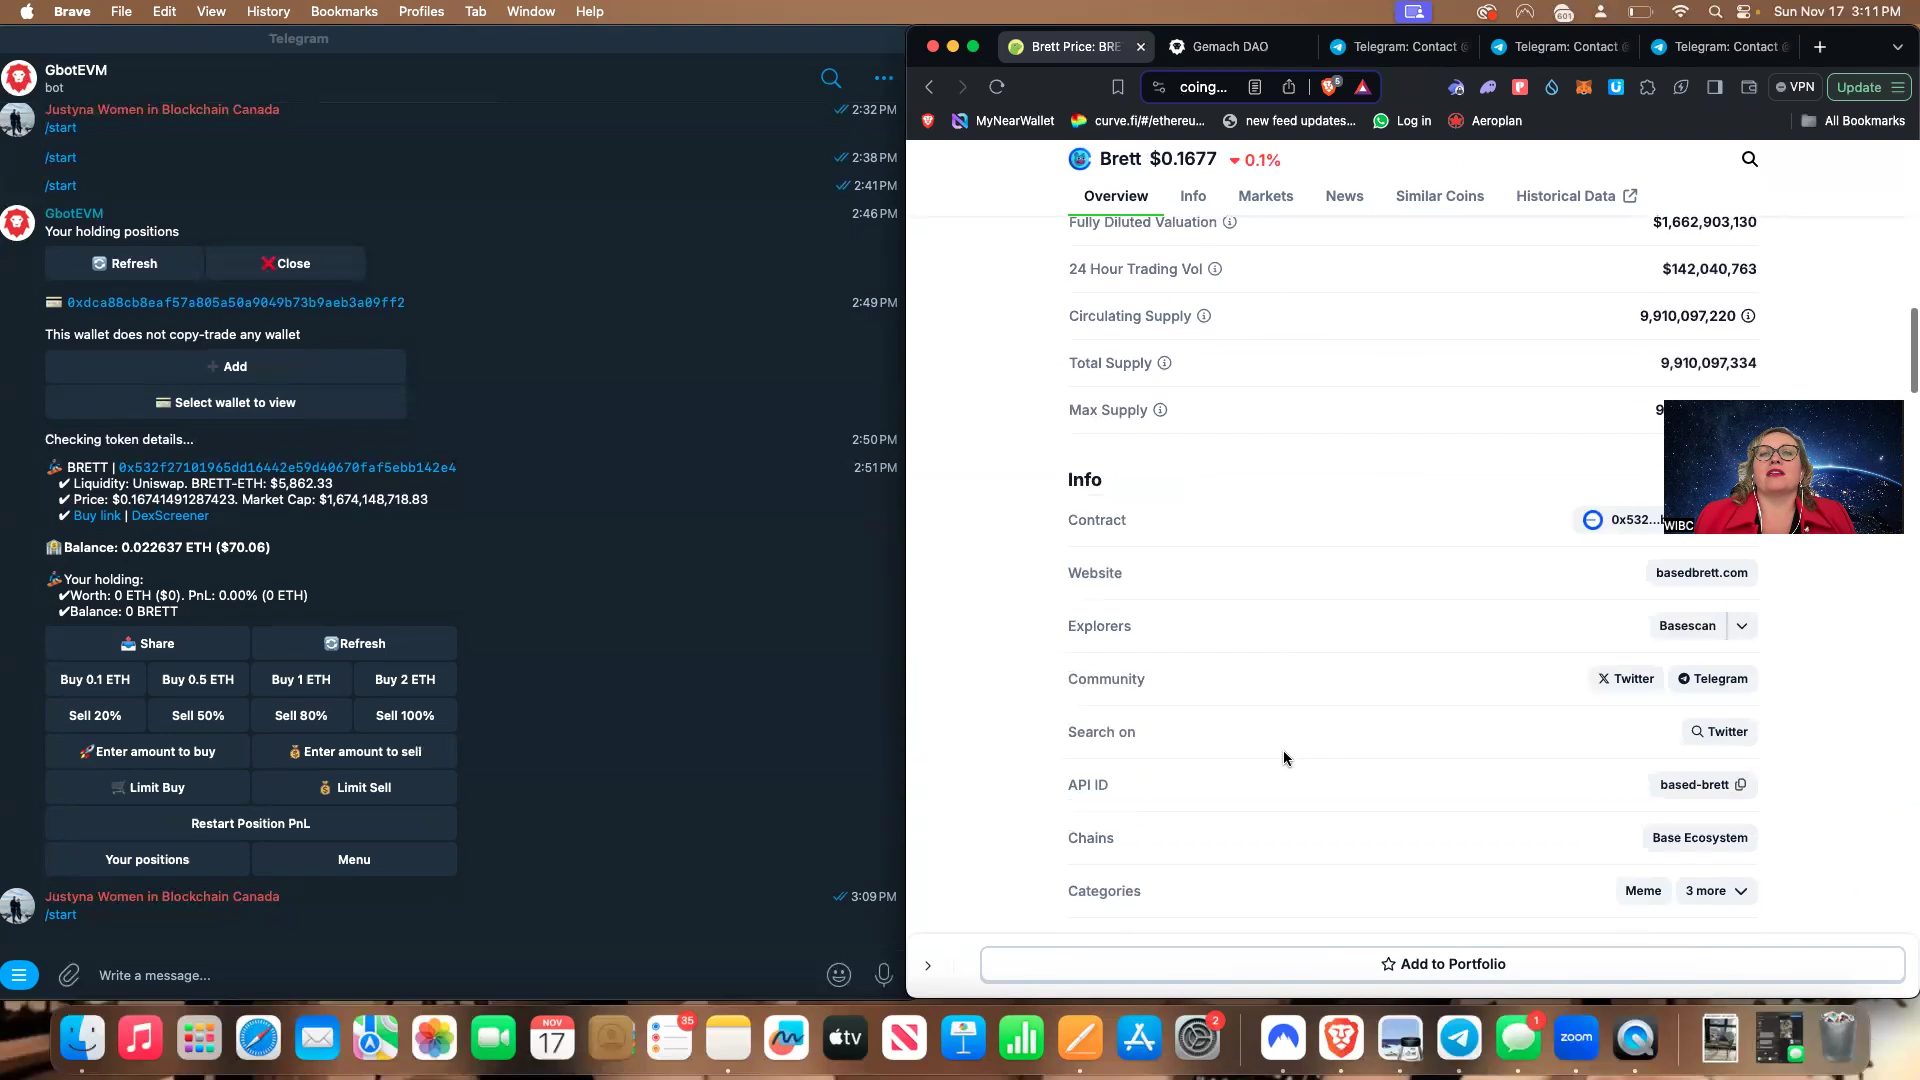 Brave File Edit View History Bookmarks Profiles Tab Window Help
601
Sun Nov 17 3:11 PM
Telegram
GbotEVM
bot
Justyna Women in Blockchain Canada
/start
2:32 PM
/start
2:38 PM
/start
2:41 PM
GbotEVM
2:46 PM
Your holding positions
Refresh
Close
0xdca88cb8eaf57a805a50a9049b73b9aeb3a09ff2
2:49 PM
This wallet does not copy-trade any wallet
Add
Select wallet to view
Checking token details...
2:50 PM
BRETT | 0x532f27101965dd16442e59d40670faf5ebb142e4
2:51 PM
✔ Liquidity: Uniswap. BRETT-ETH: $5,862.33
✔ Price: $0.16741491287423. Market Cap: $1,674,148,718.83
✔ Buy link | DexScreener
Balance: 0.022637 ETH ($70.06)
Your holding:
✔Worth: 0 ETH ($0). PnL: 0.00% (0 ETH)
✔Balance: 0 BRETT
Share
Refresh
Buy 0.1 ETH
Buy 0.5 ETH
Buy 1 ETH
Buy 2 ETH
Sell 20%
Sell 50%
Sell 80%
Sell 100%
Enter amount to buy
Enter amount to sell
Limit Buy
Limit Sell
Restart Position PnL
Your positions
Menu
Justyna Women in Blockchain Canada
/start
3:09 PM
Write a message...
Brett Price: BRE
Gemach DAO
Telegram: Contact @
Telegram: Contact @
Telegram: Contact @
coing...
5
VPN
Update
MyNearWallet
curve.fi/#/ethereu...
new feed updates...
Log in
Aeroplan
All Bookmarks
Brett $0.1677 0.1%
Overview Info Markets News Similar Coins Historical Data
Fully Diluted Valuation
$1,662,903,130
24 Hour Trading Vol
$142,040,763
Circulating Supply
9,910,097,220
Total Supply
9,910,097,334
Max Supply
9
Info
Contract
0x532...
WIBC
Website
basedbrett.com
Explorers
Basescan
Community
Twitter
Telegram
Search on
Twitter
API ID
based-brett
Chains
Base Ecosystem
Categories
Meme
3 more
Add to Portfolio
NOV
17
35
tv
2
1
zoom